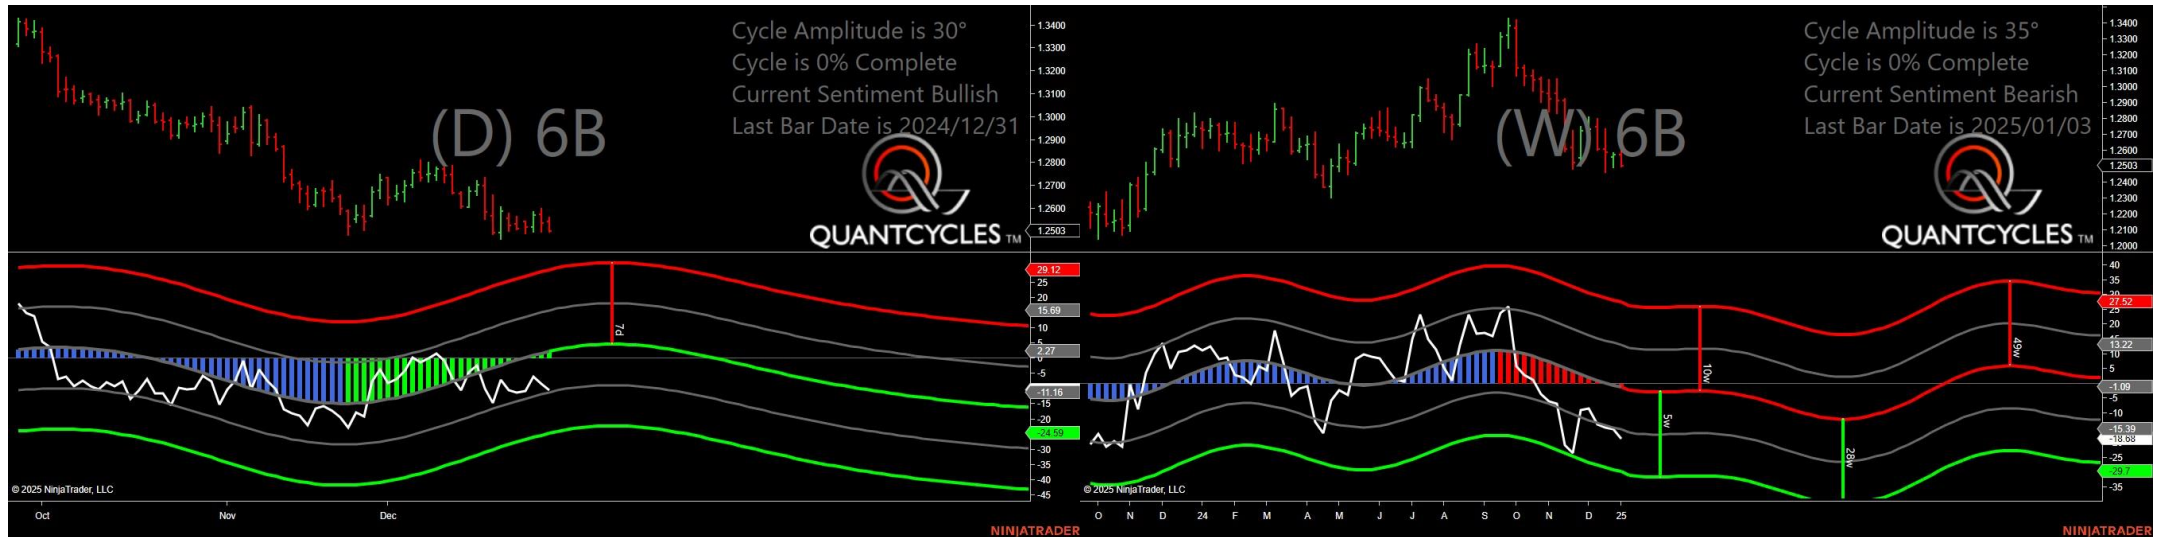 Cycle Amplitude is 30°
Cycle is 0% Complete
Current Sentiment Bullish
Last Bar Date is 2024/12/31
(D) 6B
QUANTCYCLES TM
1.3400
1.3300
1.3200
1.3100
1.3000
1.2900
1.2800
1.2700
1.2600
1.2503
29.12
25
20
15.69
10
5
2.27
-5
-11.16
-15
-20
-24.59
-30
-35
-40
-45
7d
© 2025 NinjaTrader, LLC
Oct Nov Dec
NINJATRADER
Cycle Amplitude is 35°
Cycle is 0% Complete
Current Sentiment Bearish
Last Bar Date is 2025/01/03
(W) 6B
QUANTCYCLES TM
1.3400
1.3300
1.3200
1.3100
1.3000
1.2900
1.2800
1.2700
1.2600
1.2503
1.2400
1.2300
1.2200
1.2100
1.2000
40
35
27.52
25
20
13.22
10
5
-1.09
-5
-10
-15.39
-18.68
-25
-29.7
-35
10w
5w
28w
49w
© 2025 NinjaTrader, LLC
O N D 24 F M A M J J A S O N D 25
NINJATRADER